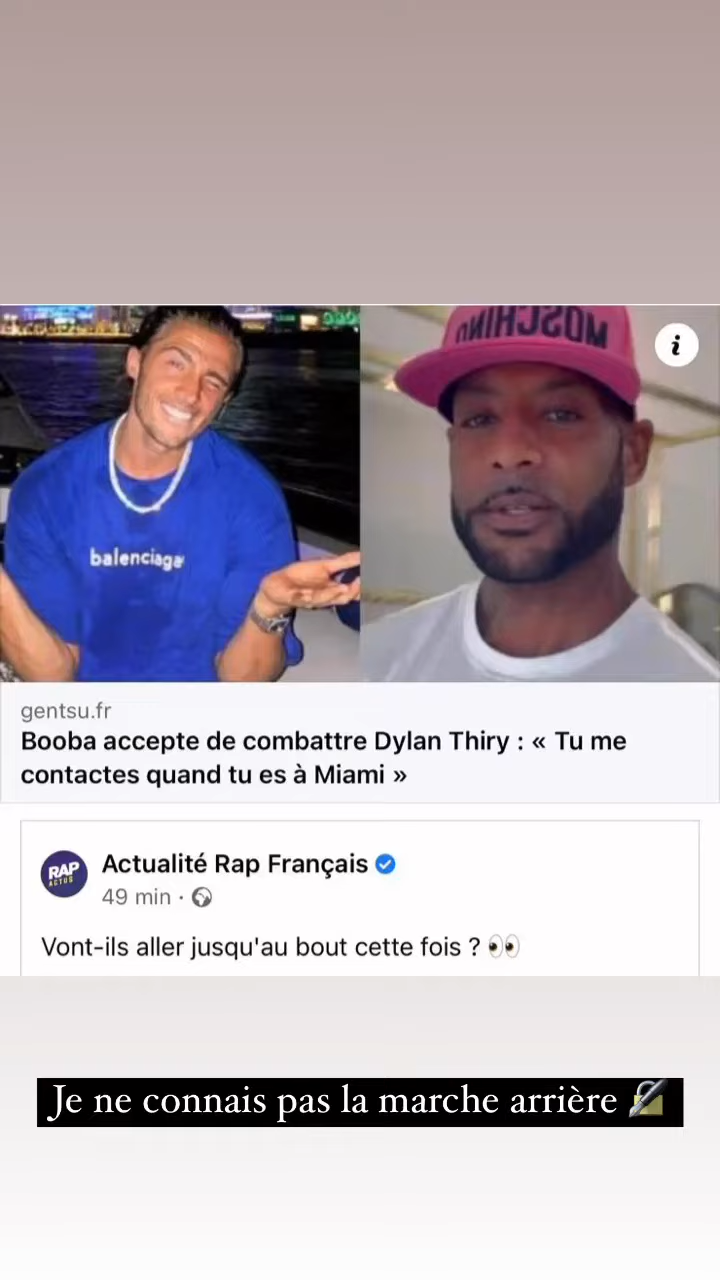 MOSCHINO
i
balenciaga
gentsu.fr
Booba accepte de combattre Dylan Thiry : « Tu me
contactes quand tu es à Miami »
RAP
ACTUS
Actualité Rap Français
49 min ·
Vont-ils aller jusqu'au bout cette fois ? 👀
Je ne connais pas la marche arrière